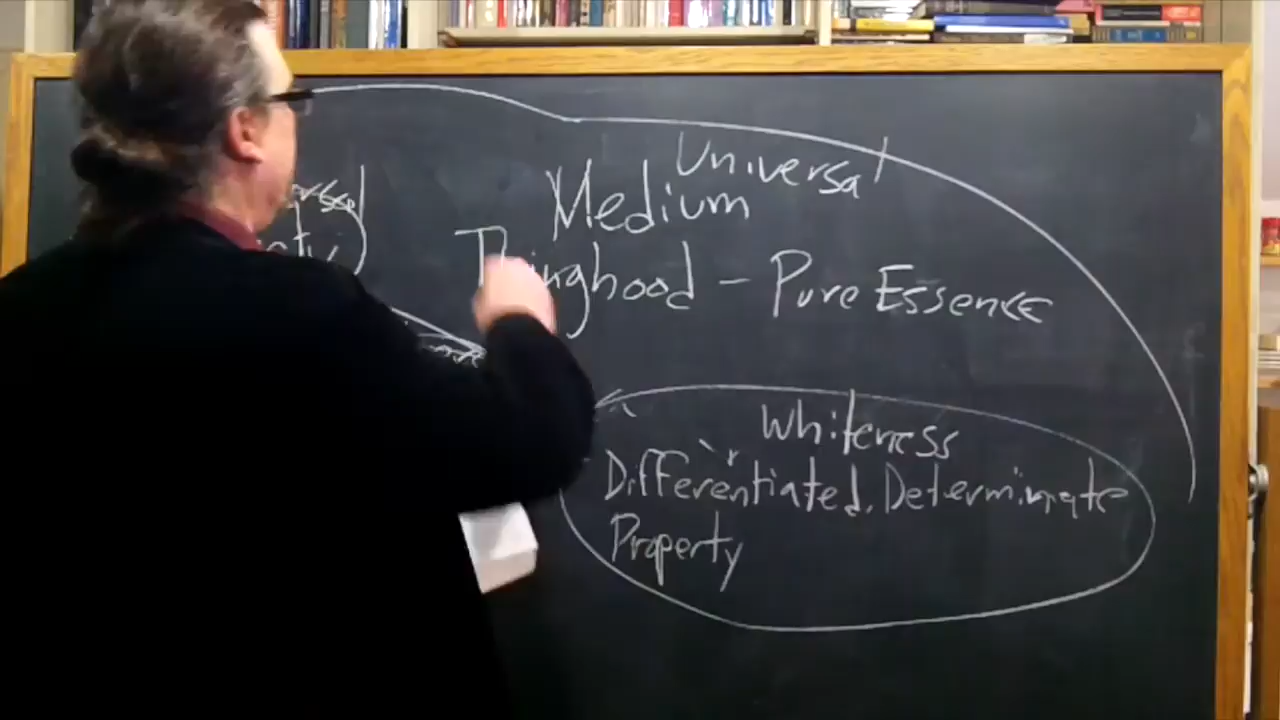 Universal
Medium
Thinghood – Pure Essence
Whiteness
Differentiated, Determinate
Property